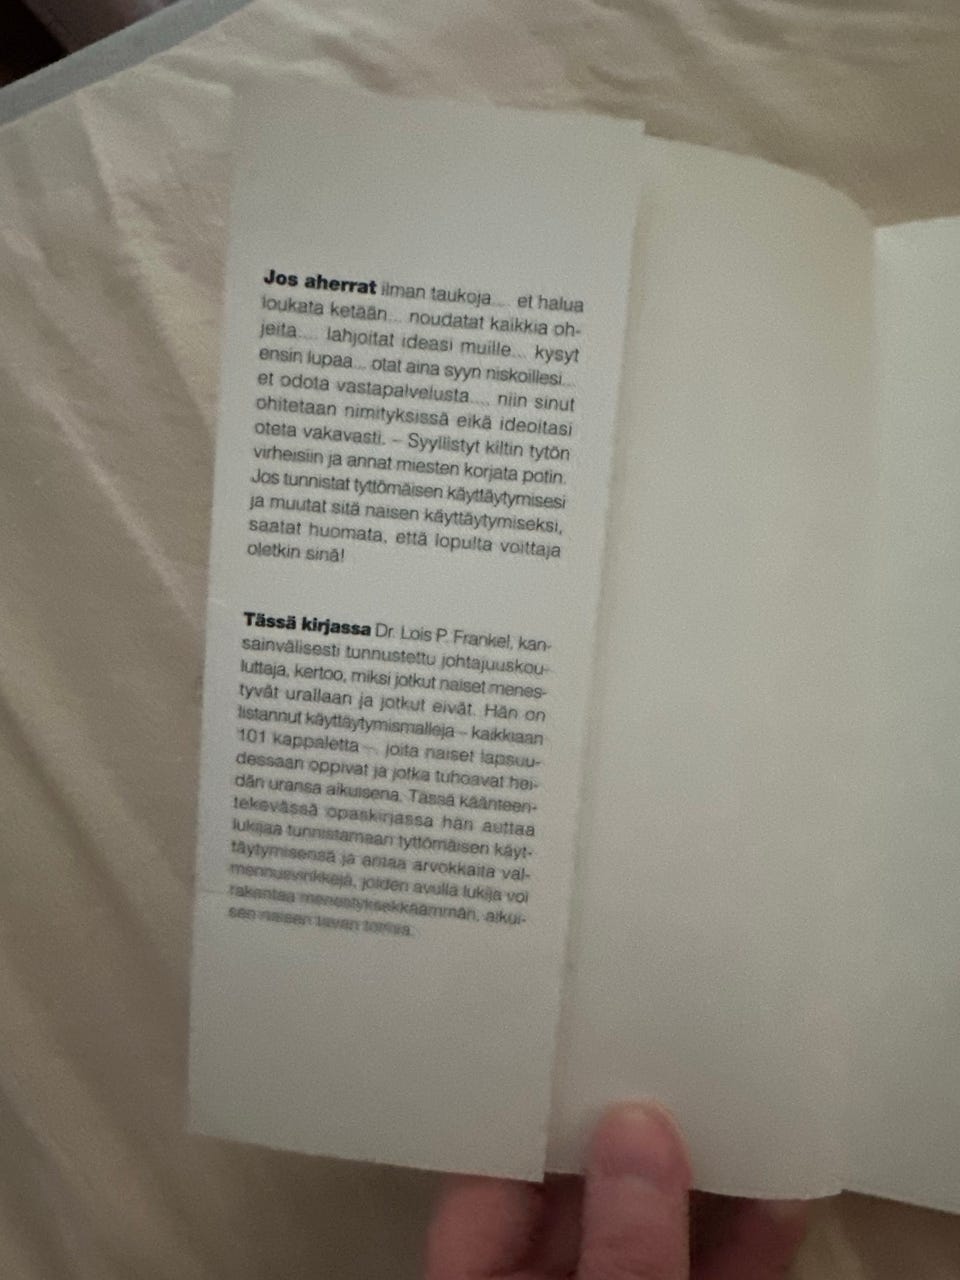 Jos aherrat ilman taukoja... et halua
loukata ketään... noudatat kaikkia oh-
jeita.... lahjoitat ideasi muille... kysyt
ensin lupaa... otat aina syyn niskoillesi...
et odota vastapalvelusta.... niin sinut
ohitetaan nimityksissä eikä ideoitasi
oteta vakavasti. – Syyllistyt kiltin tytön
virheisiin ja annat miesten korjata potin.
Jos tunnistat tyttömäisen käyttäytymisesi
ja muutat sitä naisen käyttäytymiseksi,
saatat huomata, että lopulta voittaja
oletkin sinä!
Tässä kirjassa Dr. Lois P. Frankel, kan-
sainvälisesti tunnustettu johtajuuskou-
luttaja, kertoo, miksi jotkut naiset menes-
tyvät urallaan ja jotkut eivät. Hän on
listannut käyttäytymismalleja – kaikkiaan
101 kappaletta – joita naiset lapsuu-
dessaan oppivat ja jotka tuhoavat hei-
dän uransa aikuisena. Tässä käänteen-
tekevässä opaskirjassa hän auttaa
lukijaa tunnistamaan tyttömäisen käyt-
täytymisensä ja antaa arvokkaita val-
mennusvinkkejä, joiden avulla lukija voi
rakentaa menestyksekkäämmän, aikui-
sen naisen tavan toimia.